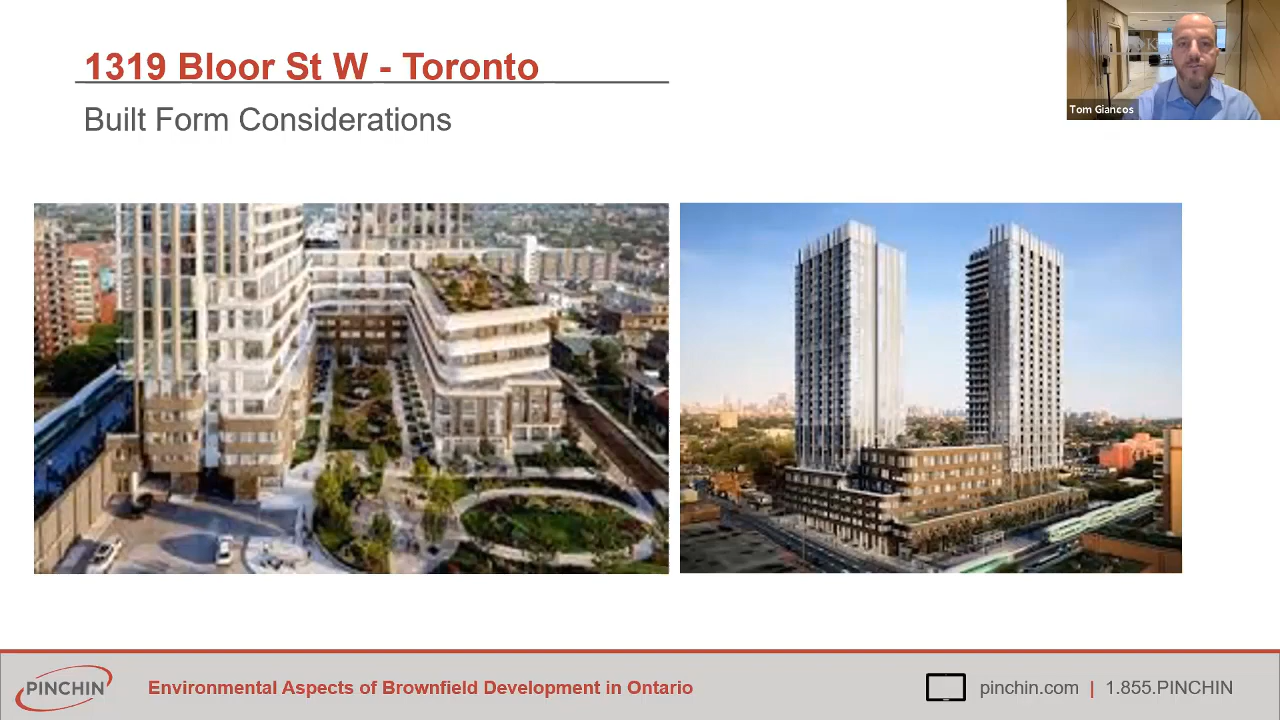 1319 Bloor St W - Toronto
Built Form Considerations
Tom Giancos
PINCHIN
Environmental Aspects of Brownfield Development in Ontario
pinchin.com | 1.855.PINCHIN